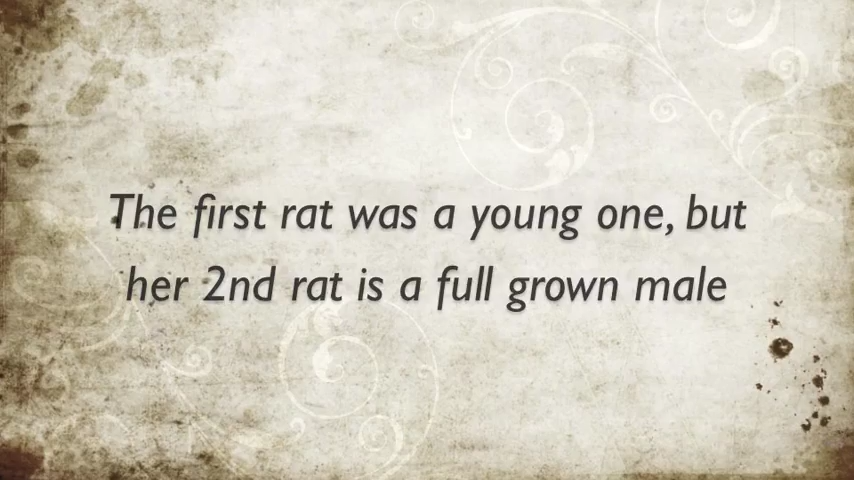 The first rat was a young one, but
her 2nd rat is a full grown male